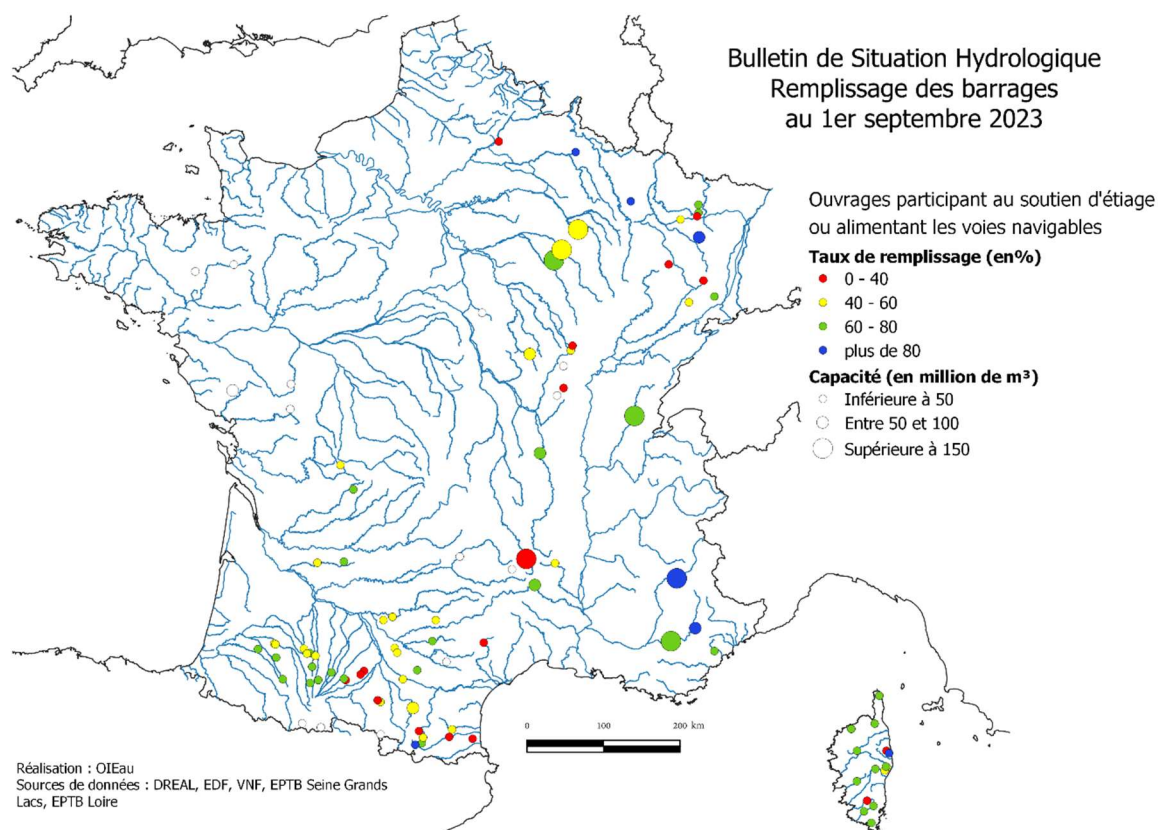 Bulletin de Situation Hydrologique
Remplissage des barrages
au 1er septembre 2023
Ouvrages participant au soutien d'étiage
ou alimentant les voies navigables
Taux de remplissage (en%)
0 - 40
40 - 60
60 - 80
plus de 80
Capacité (en million de m³)
Inférieure à 50
Entre 50 et 100
Supérieure à 150
0 100 200 km
Réalisation : OIEau
Sources de données : DREAL, EDF, VNF, EPTB Seine Grands
Lacs, EPTB Loire